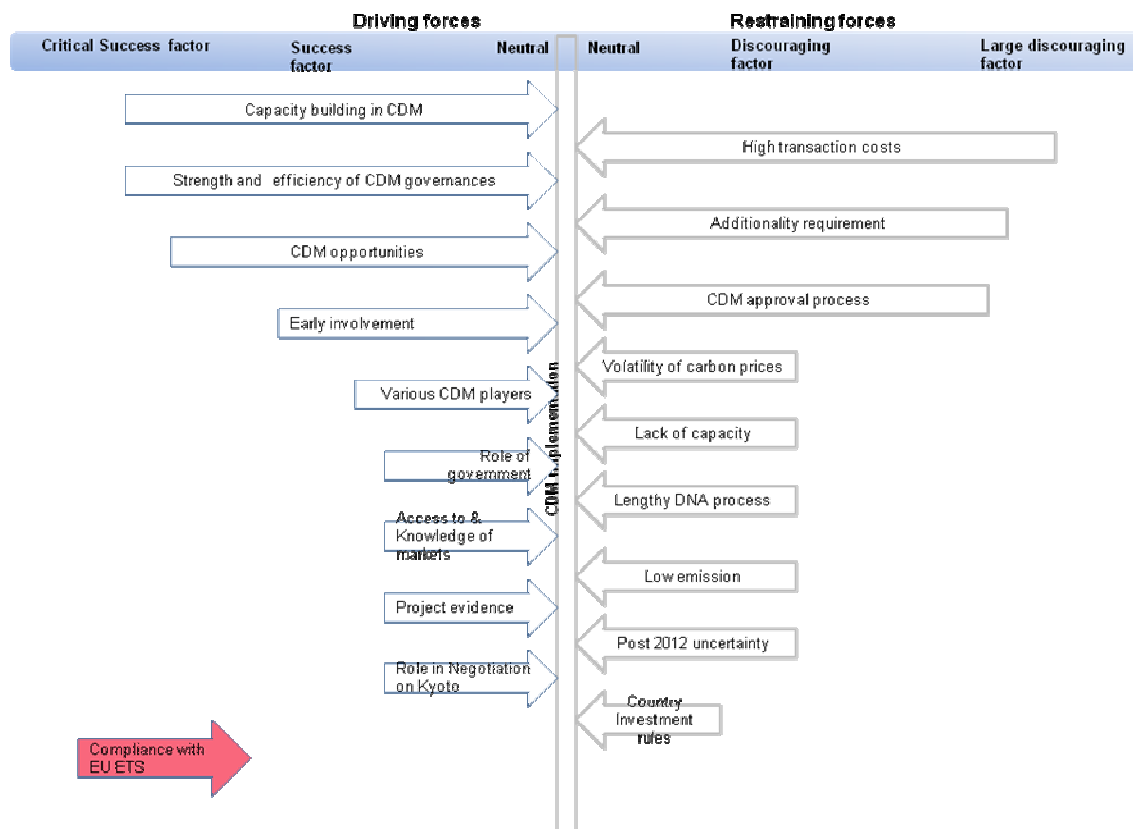 Driving forces
Restraining forces
Critical Success factor
Success
factor
Neutral
Neutral
Discouraging
factor
Large discouraging
factor
Capacity building in CDM
High transaction costs
Strength and efficiency of CDM governances
Additionality requirement
CDM opportunities
CDM approval process
Early involvement
Volatility of carbon prices
Various CDM players
CDM Implementation
Lack of capacity
Role of
government
Lengthy DNA process
Access to &
Knowledge of
markets
Low emission
Project evidence
Post 2012 uncertainty
Role in Negotiation
on Kyoto
Country
Investment
rules
Compliance with
EU ETS